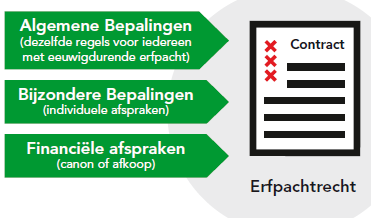 Algemene Bepalingen
(dezelfde regels voor iedereen
met eeuwigdurende erfpacht)
Bijzondere Bepalingen
(individuele afspraken)
Financiële afspraken
(canon of afkoop)
Contract
Erfpachtrecht